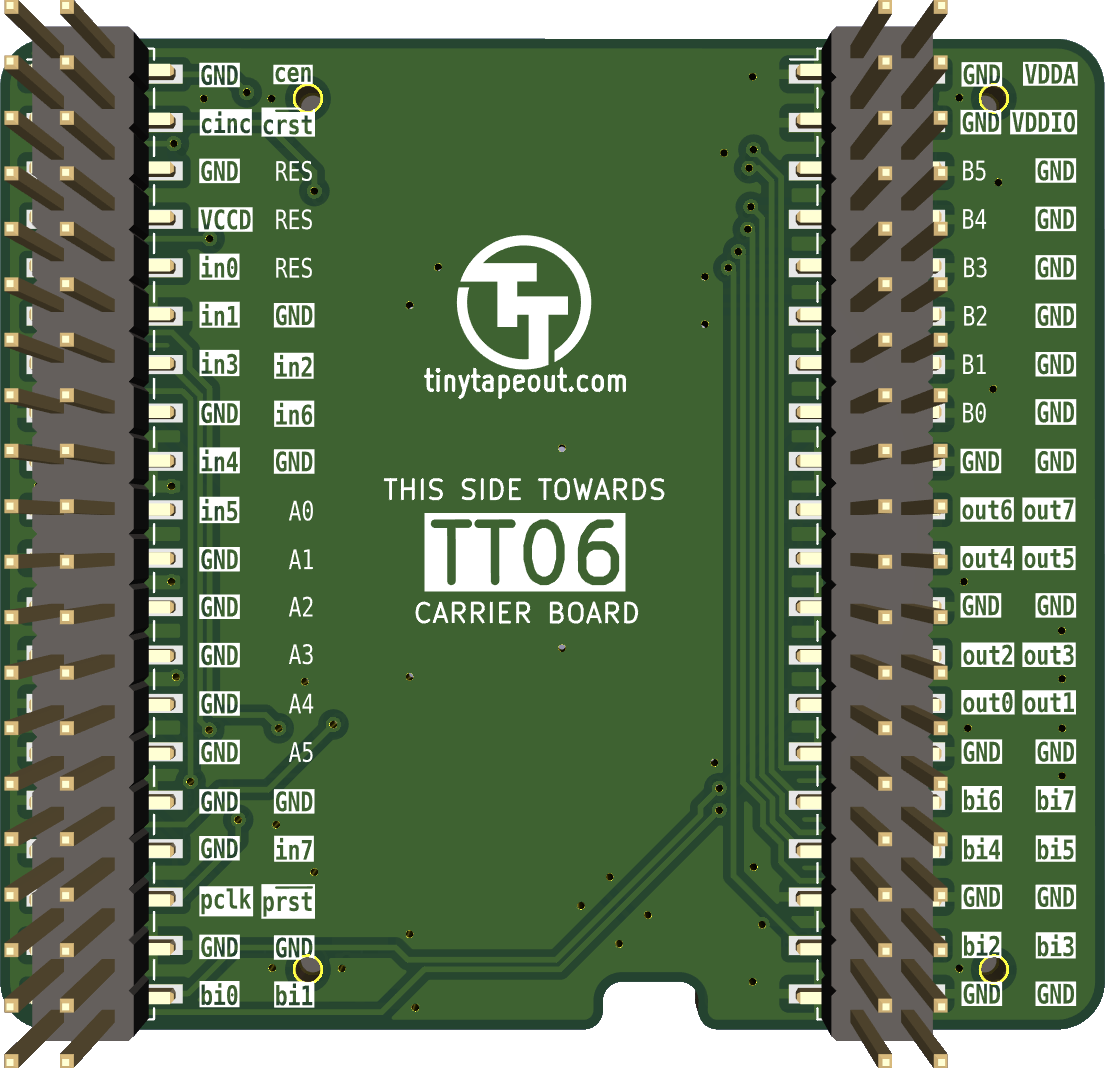 GND cen GND VDDA
cinc crst GND VDDIO
GND RES B5 GND
VCCD RES B4 GND
in0 RES B3 GND
in1 GND B2 GND
TT
in3 in2 B1 GND
tinytapeout.com
GND in6 B0 GND
in4 GND GND GND
THIS SIDE TOWARDS
in5 A0 out6 out7
TT06
GND A1 out4 out5
GND A2 GND GND
CARRIER BOARD
GND A3 out2 out3
GND A4 out0 out1
GND A5 GND GND
GND GND bi6 bi7
GND in7 bi4 bi5
pclk prst GND GND
GND GND bi2 bi3
bi0 bi1 GND GND